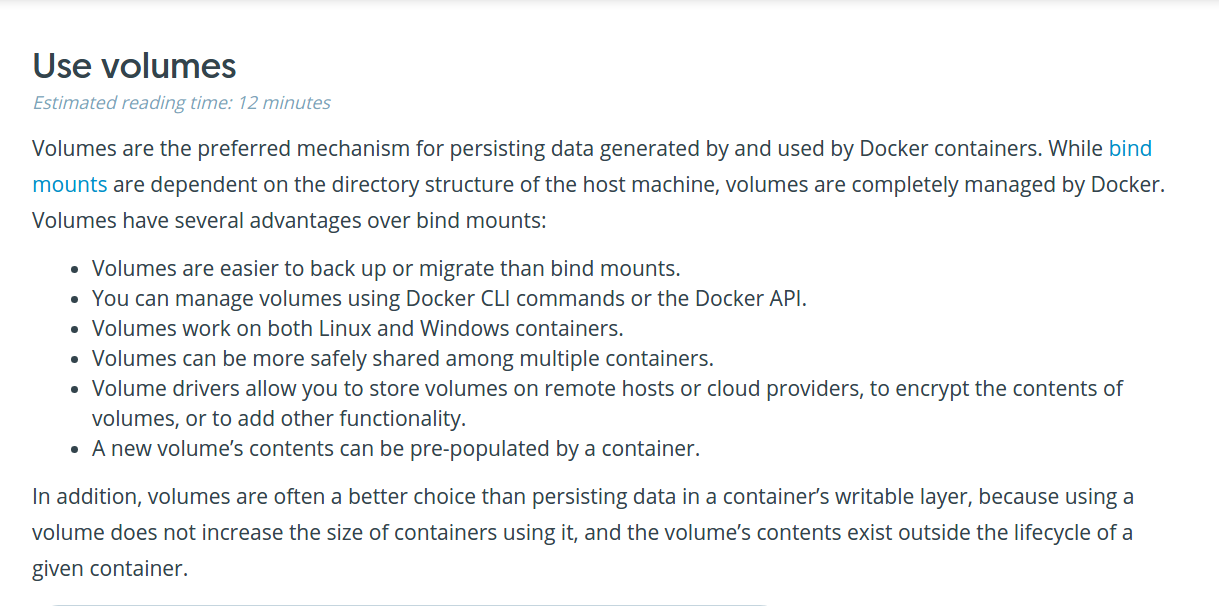 Use volumes
Estimated reading time: 12 minutes
Volumes are the preferred mechanism for persisting data generated by and used by Docker containers. While bind
mounts are dependent on the directory structure of the host machine, volumes are completely managed by Docker.
Volumes have several advantages over bind mounts:
• Volumes are easier to back up or migrate than bind mounts.
• You can manage volumes using Docker CLI commands or the Docker API.
• Volumes work on both Linux and Windows containers.
• Volumes can be more safely shared among multiple containers.
• Volume drivers allow you to store volumes on remote hosts or cloud providers, to encrypt the contents of
volumes, or to add other functionality.
• A new volume’s contents can be pre-populated by a container.
In addition, volumes are often a better choice than persisting data in a container’s writable layer, because using a
volume does not increase the size of containers using it, and the volume’s contents exist outside the lifecycle of a
given container.